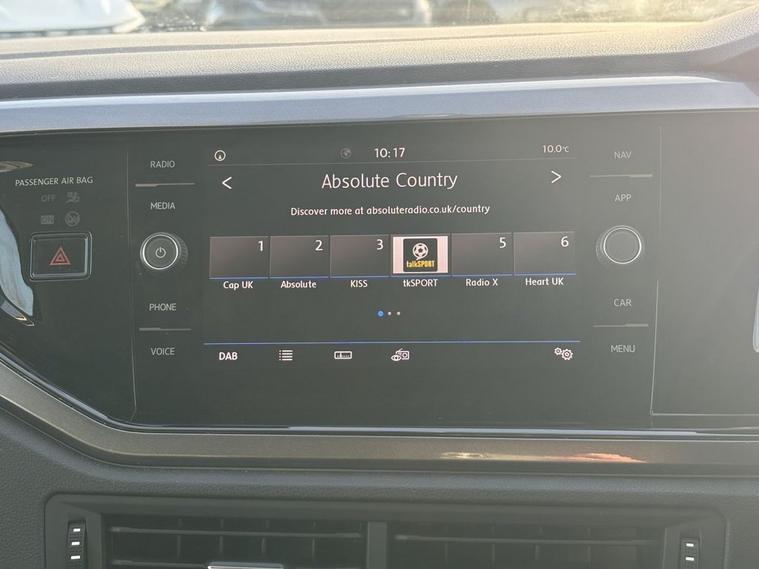 PASSENGER AIR BAG
OFF
ON
RADIO
MEDIA
PHONE
VOICE
10:17
10.0°C
< Absolute Country >
Discover more at absoluteradio.co.uk/country
1 2 3 talkSPORT 5 6
Cap UK Absolute KISS tkSPORT Radio X Heart UK
DAB
NAV
APP
CAR
MENU